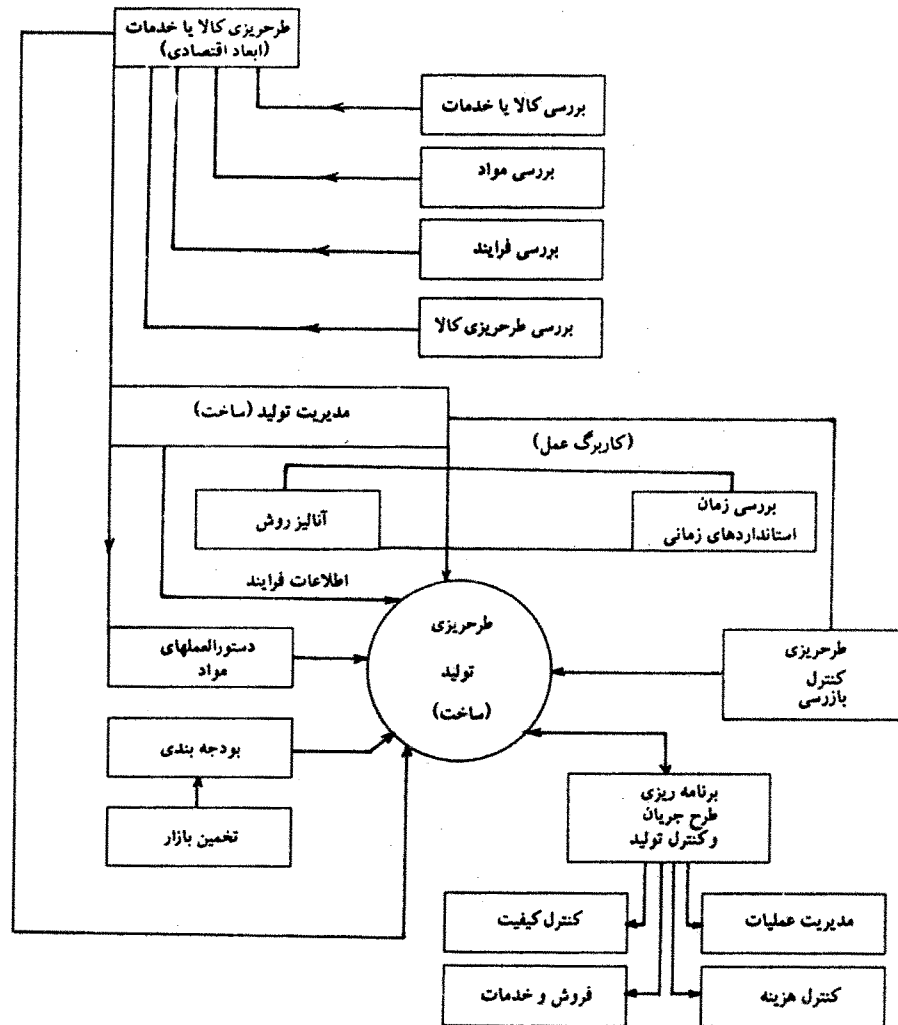 طرحریزی کالا یا خدمات
(ابعاد اقتصادی)
بررسی کالا یا خدمات
بررسی مواد
بررسی فرایند
بررسی طرحریزی کالا
مدیریت تولید (ساخت)
(کاربرگ عمل)
بررسی زمان
استانداردهای زمانی
آنالیز روش
اطلاعات فرایند
طرحریزی
تولید
(ساخت)
دستورالعملهای
مواد
طرحریزی
کنترل
بازرسی
بودجه بندی
تخمین بازار
برنامه ریزی
طرح جریان
وکنترل تولید
مدیریت عملیات
کنترل کیفیت
کنترل هزینه
فروش و خدمات